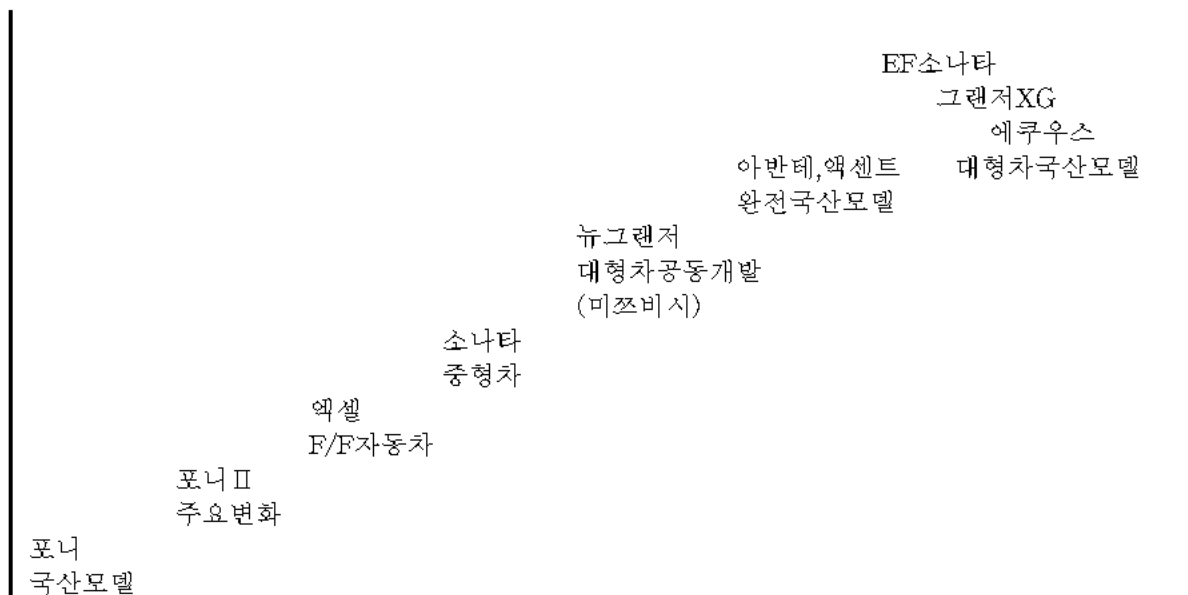 EF소나타
그랜저XG
에쿠우스
아반테,액센트 대형차국산모델
완전국산모델
뉴그랜저
대형차공동개발
(미쯔비시)
소나타
중형차
엑셀
F/F자동차
포니Ⅱ
주요변화
포니
국산모델